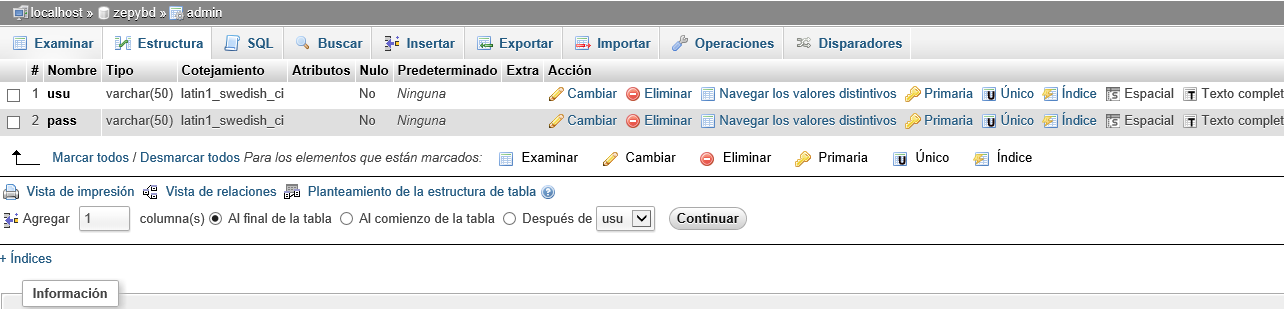 localhost » zepybd » admin
Examinar Estructura SQL Buscar Insertar Exportar Importar Operaciones Disparadores
# Nombre Tipo Cotejamiento Atributos Nulo Predeterminado Extra Acción
1 usu varchar(50) latin1_swedish_ci No Ninguna Cambiar Eliminar Navegar los valores distintivos Primaria Único Índice Espacial Texto complet
2 pass varchar(50) latin1_swedish_ci No Ninguna Cambiar Eliminar Navegar los valores distintivos Primaria Único Índice Espacial Texto complet
Marcar todos / Desmarcar todos Para los elementos que están marcados: Examinar Cambiar Eliminar Primaria Único Índice
Vista de impresión Vista de relaciones Planteamiento de la estructura de tabla
Agregar 1 columna(s) Al final de la tabla Al comienzo de la tabla Después de usu Continuar
+ Índices
Información